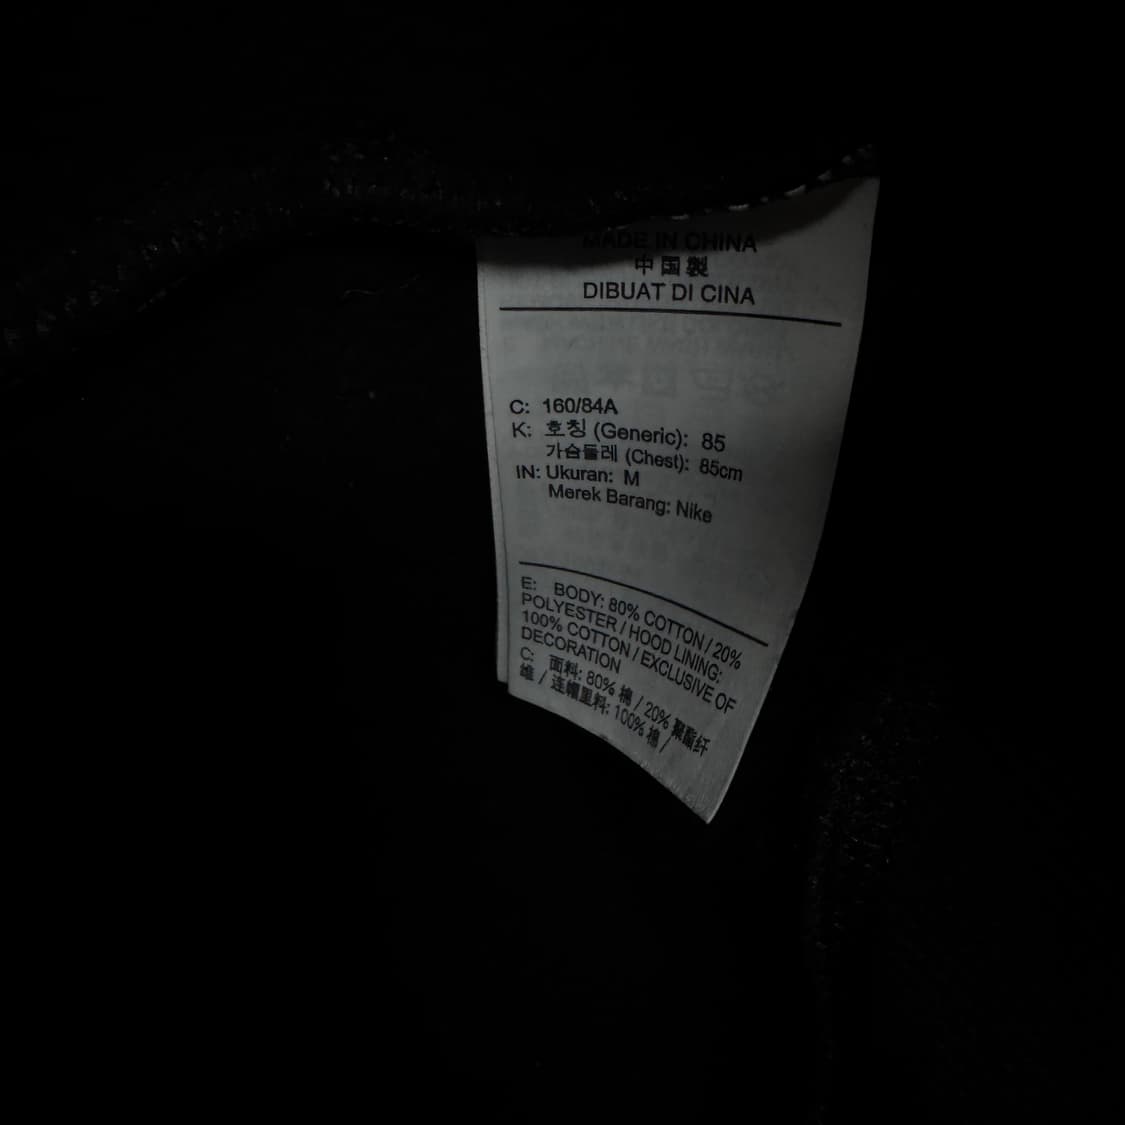 MADE IN CHINA
中国製
DIBUAT DI CINA
C: 160/84A
K: 호칭 (Generic): 85
가슴둘레 (Chest): 85cm
IN: Ukuran: M
Merek Barang: Nike
E: BODY: 80% COTTON / 20%
POLYESTER / HOOD LINING:
100% COTTON / EXCLUSIVE OF
DECORATION
C: 面料: 80% 棉 / 20% 聚酯纤
维 / 连帽里料: 100% 棉 /